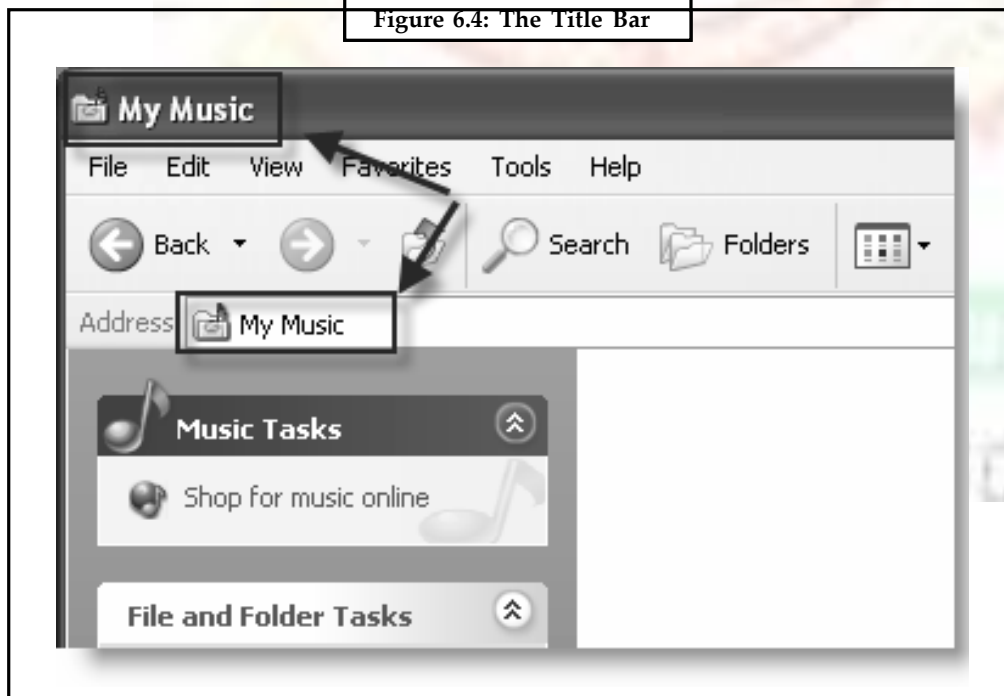 Figure 6.4: The Title Bar
My Music
File Edit View Favorites Tools Help
Back Search Folders
Address My Music
Music Tasks
Shop for music online
File and Folder Tasks